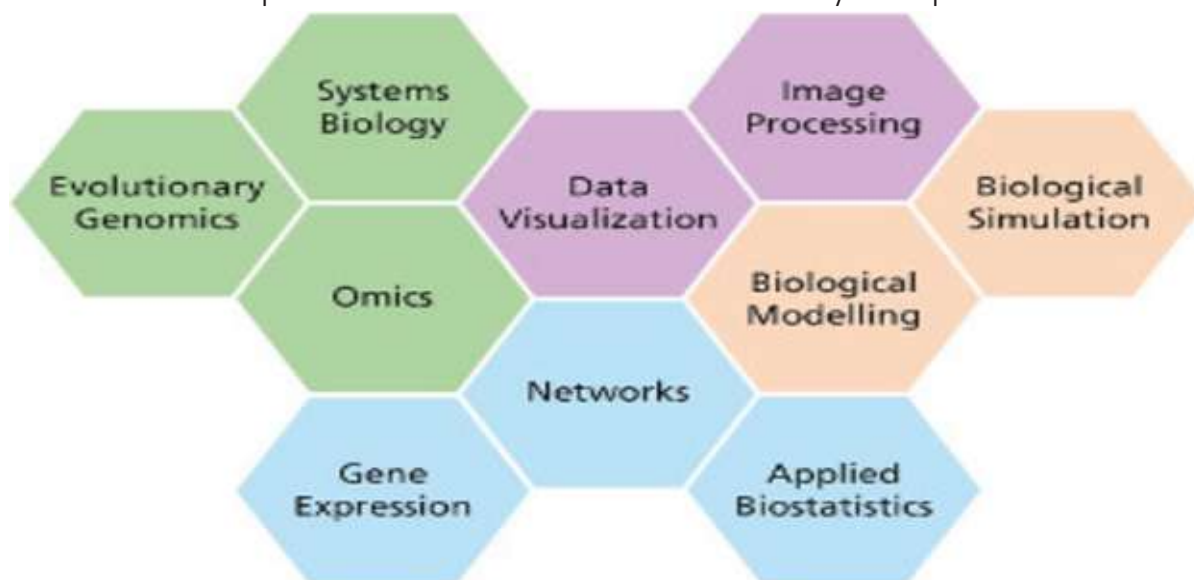 Systems
Biology
Image
Processing
Evolutionary
Genomics
Data
Visualization
Biological
Simulation
Omics
Biological
Modelling
Networks
Gene
Expression
Applied
Biostatistics